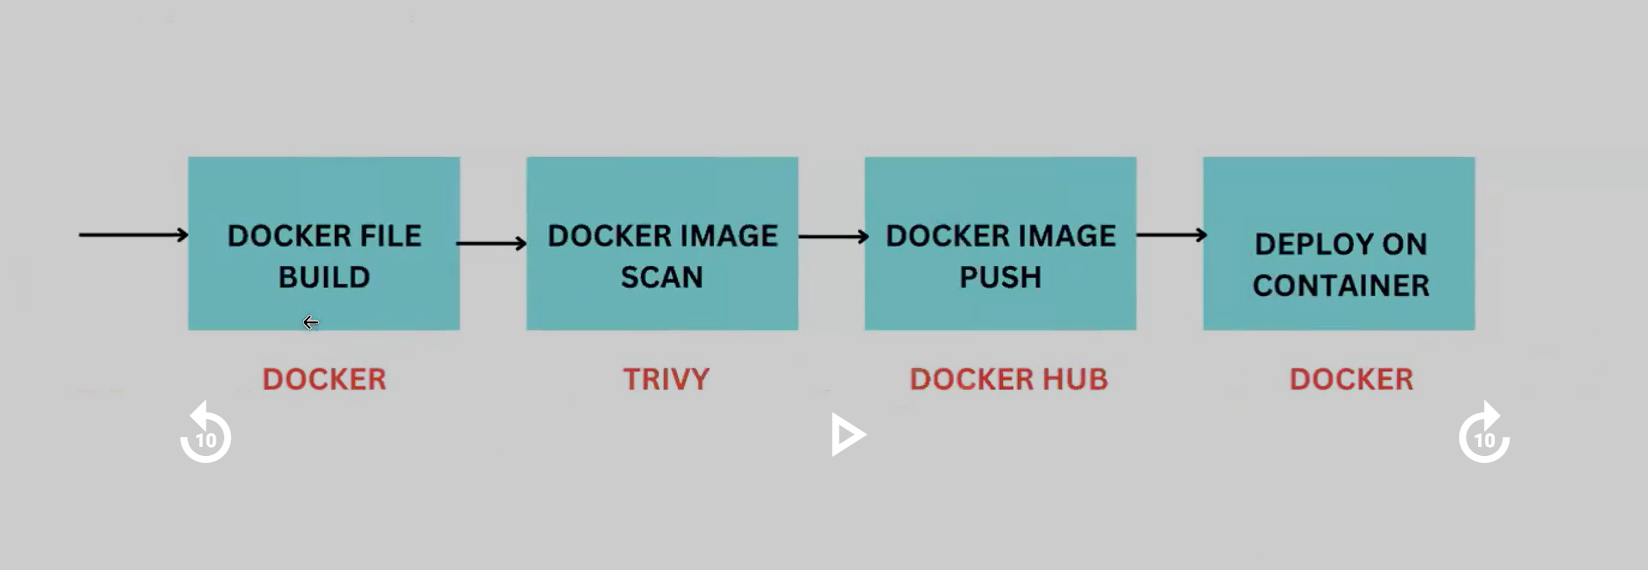 DOCKER FILE
BUILD
DOCKER IMAGE
SCAN
DOCKER IMAGE
PUSH
DEPLOY ON
CONTAINER
DOCKER
TRIVY
DOCKER HUB
DOCKER
10
10